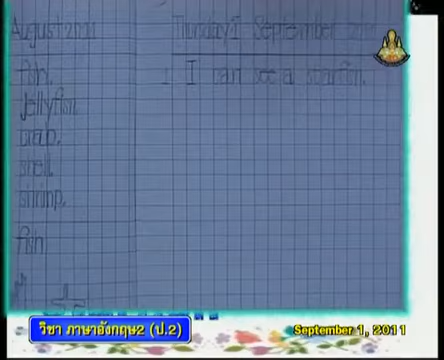 August 2011
Thursday 1 September 2011
fish.
1. I can see a starfish.
Jellyfish.
crab.
shell.
shrimp.
fish
วิชา ภาษาอังกฤษ2 (ป.2)
September 1, 2011